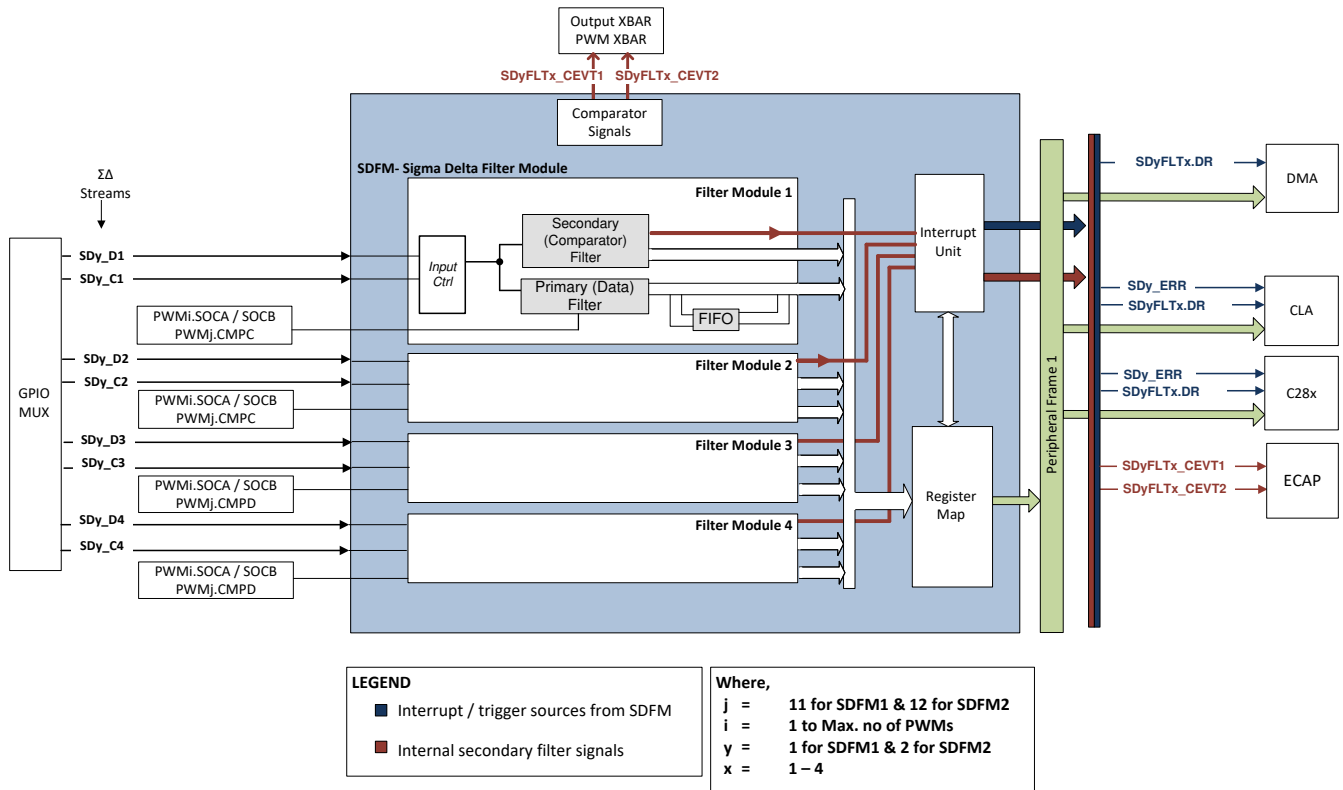 Output XBAR
PWM XBAR
SDyFLTx_CEVT1 SDyFLTx_CEVT2
Comparator
Signals
SDFM- Sigma Delta Filter Module
ΣΔ
Streams
GPIO
MUX
SDy_D1
SDy_C1
PWMi.SOCA / SOCB
PWMj.CMPC
SDy_D2
SDy_C2
PWMi.SOCA / SOCB
PWMj.CMPC
SDy_D3
SDy_C3
PWMi.SOCA / SOCB
PWMj.CMPD
SDy_D4
SDy_C4
PWMi.SOCA / SOCB
PWMj.CMPD
Filter Module 1
Input
Ctrl
Secondary
(Comparator)
Filter
Primary (Data)
Filter
FIFO
Filter Module 2
Filter Module 3
Filter Module 4
Interrupt
Unit
Register
Map
Peripheral Frame 1
SDyFLTx.DR
DMA
SDy_ERR
SDyFLTx.DR
CLA
SDy_ERR
SDyFLTx.DR
C28x
SDyFLTx_CEVT1
SDyFLTx_CEVT2
ECAP
LEGEND
Interrupt / trigger sources from SDFM
Internal secondary filter signals
Where,
j = 11 for SDFM1 & 12 for SDFM2
i = 1 to Max. no of PWMs
y = 1 for SDFM1 & 2 for SDFM2
x = 1 – 4